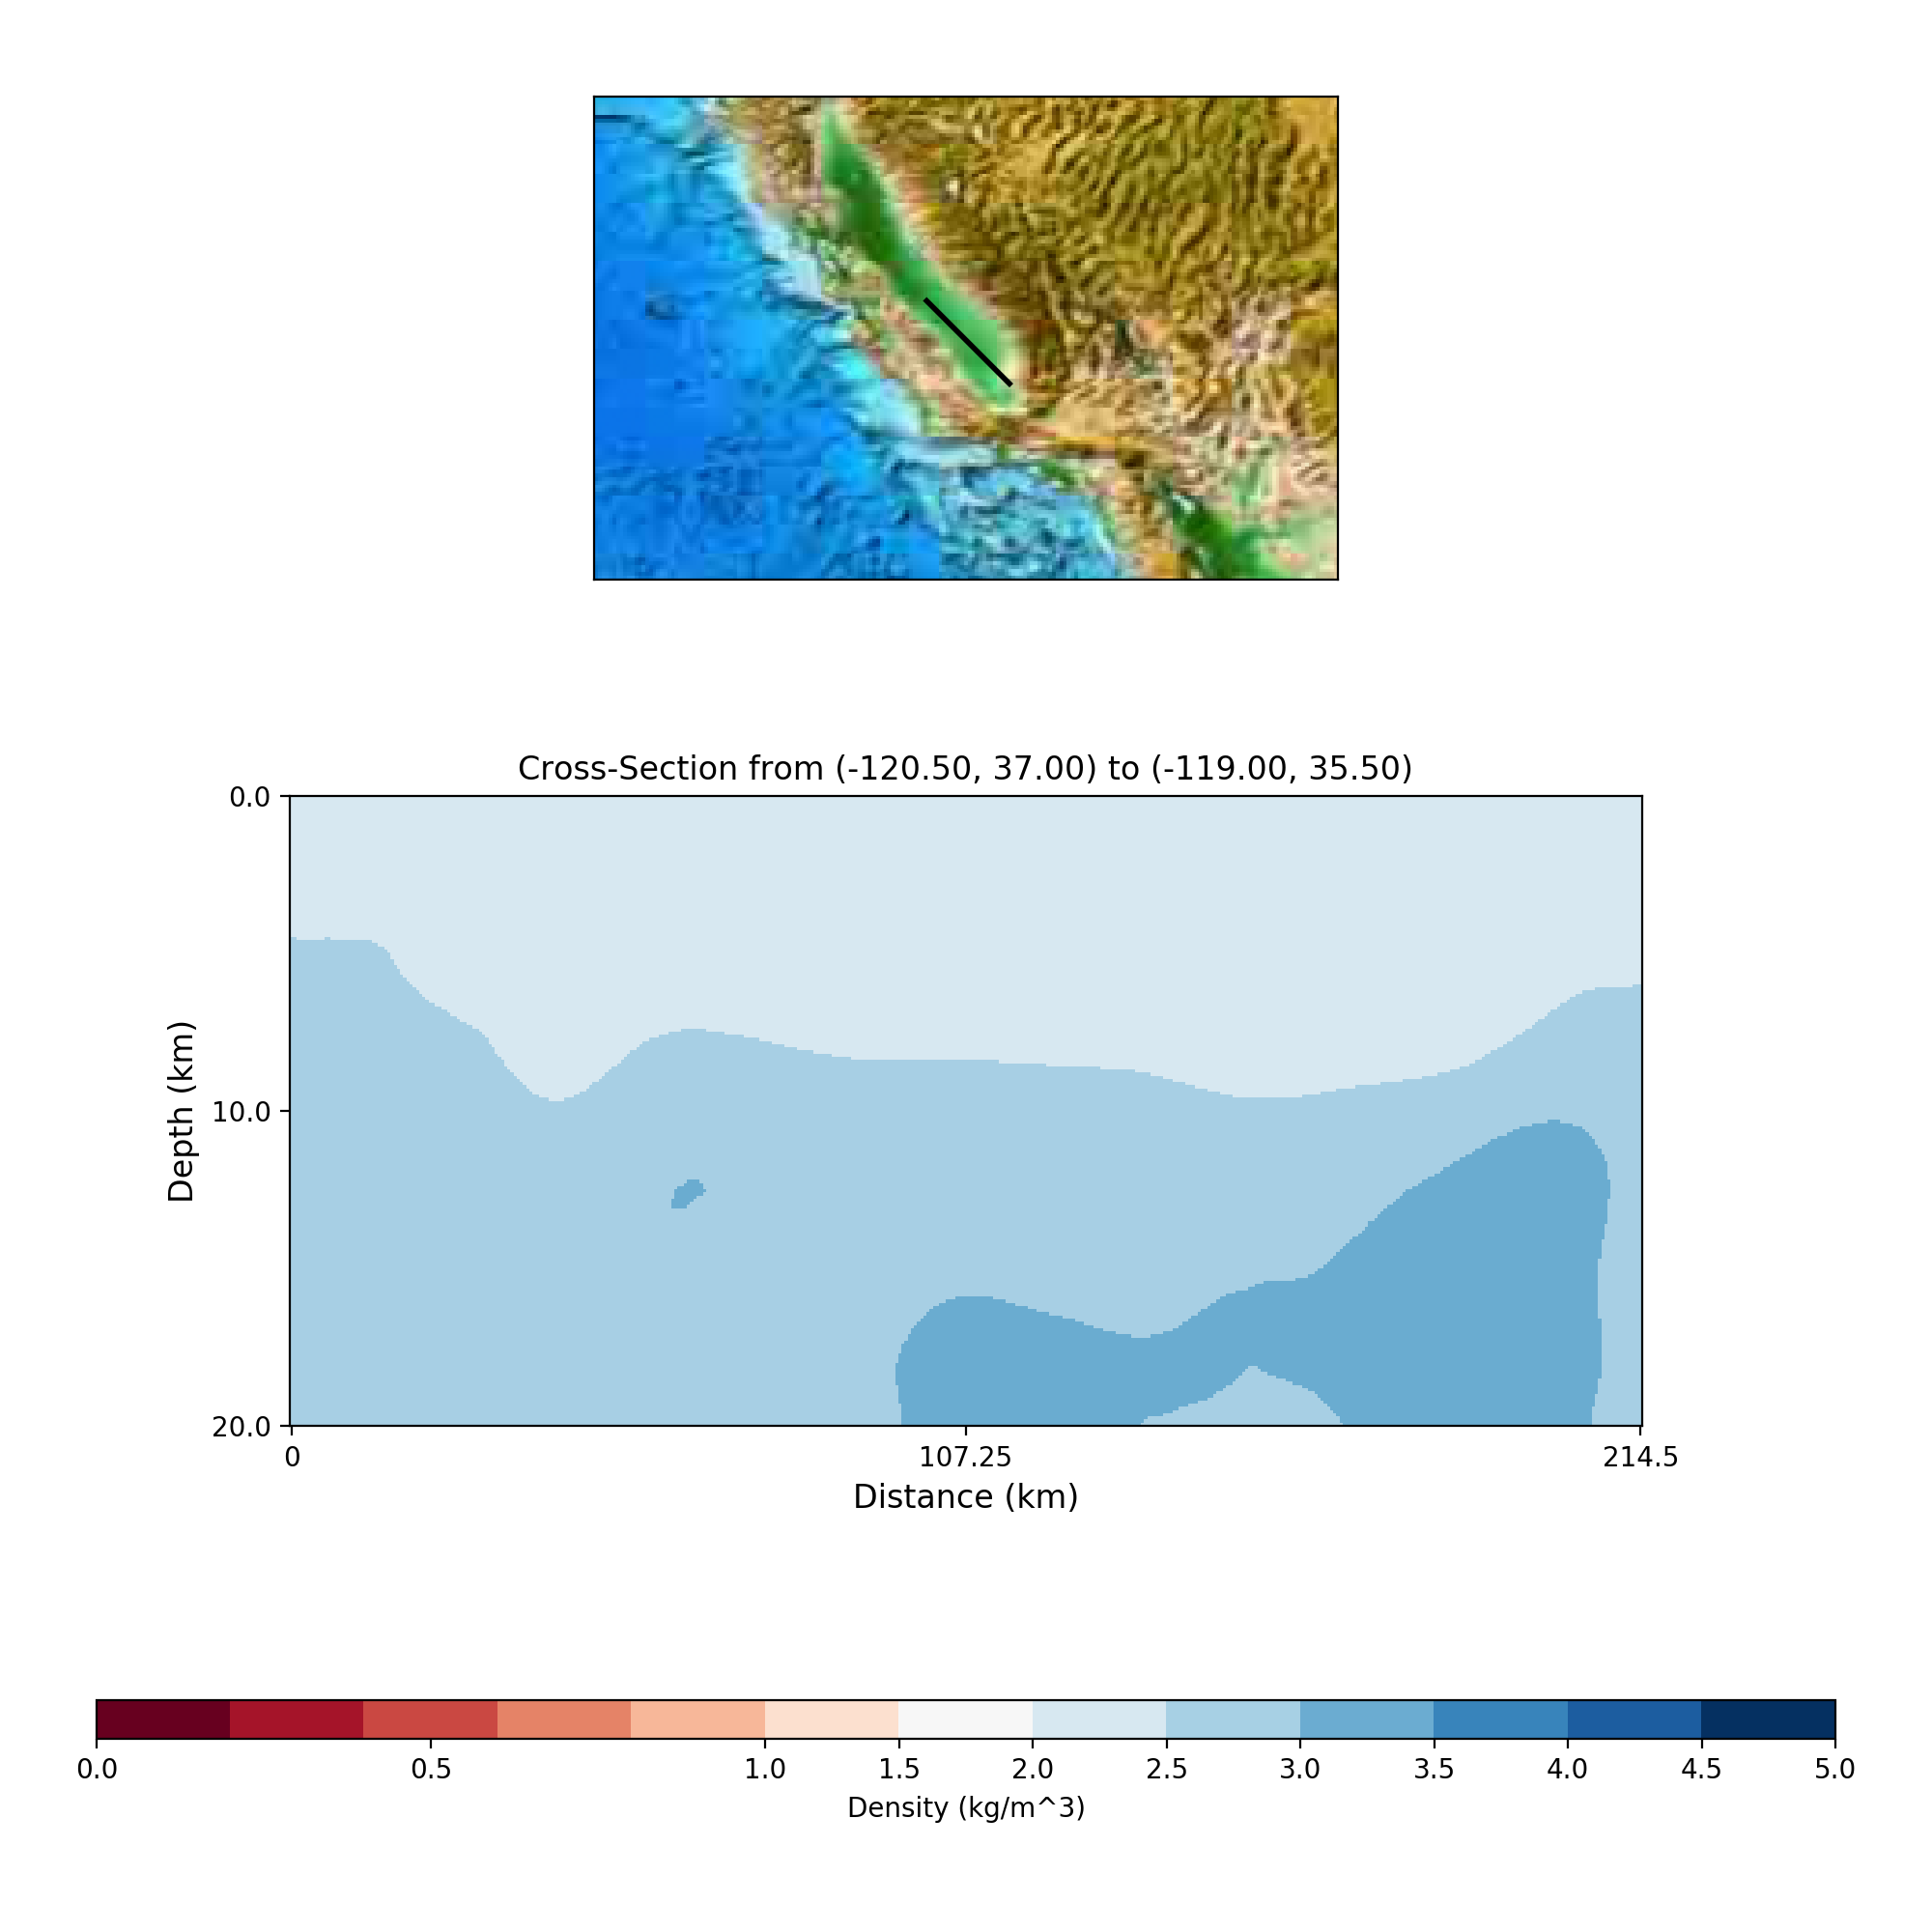 Cross-Section from (-120.50, 37.00) to (-119.00, 35.50)
0.0
10.0
20.0
Depth (km)
0 107.25 214.5
Distance (km)
0.0 0.5 1.0 1.5 2.0 2.5 3.0 3.5 4.0 4.5 5.0
Density (kg/m^3)